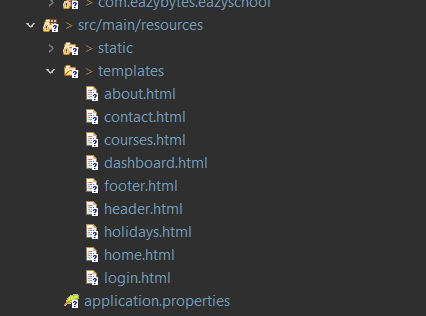 > com.eazybytes.eazyschool
> src/main/resources
> static
> templates
about.html
contact.html
courses.html
dashboard.html
footer.html
header.html
holidays.html
home.html
login.html
application.properties